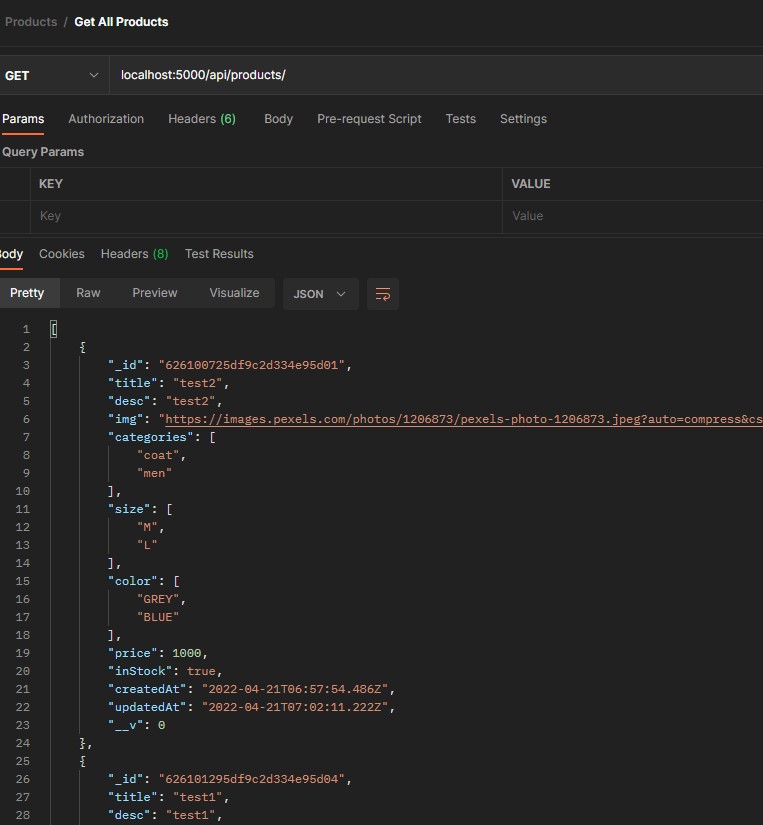 Products / Get All Products
GET localhost:5000/api/products/
Params Authorization Headers (6) Body Pre-request Script Tests Settings
Query Params
KEY VALUE
Key Value
Body Cookies Headers (8) Test Results
Pretty Raw Preview Visualize JSON
1 [
2 {
3 "_id": "626100725df9c2d334e95d01",
4 "title": "test2",
5 "desc": "test2",
6 "img": "https://images.pexels.com/photos/1206873/pexels-photo-1206873.jpeg?auto=compress&cs
7 "categories": [
8 "coat",
9 "men"
10 ],
11 "size": [
12 "M",
13 "L"
14 ],
15 "color": [
16 "GREY",
17 "BLUE"
18 ],
19 "price": 1000,
20 "inStock": true,
21 "createdAt": "2022-04-21T06:57:54.486Z",
22 "updatedAt": "2022-04-21T07:02:11.222Z",
23 "__v": 0
24 },
25 {
26 "_id": "626101295df9c2d334e95d04",
27 "title": "test1",
28 "desc": "test1",